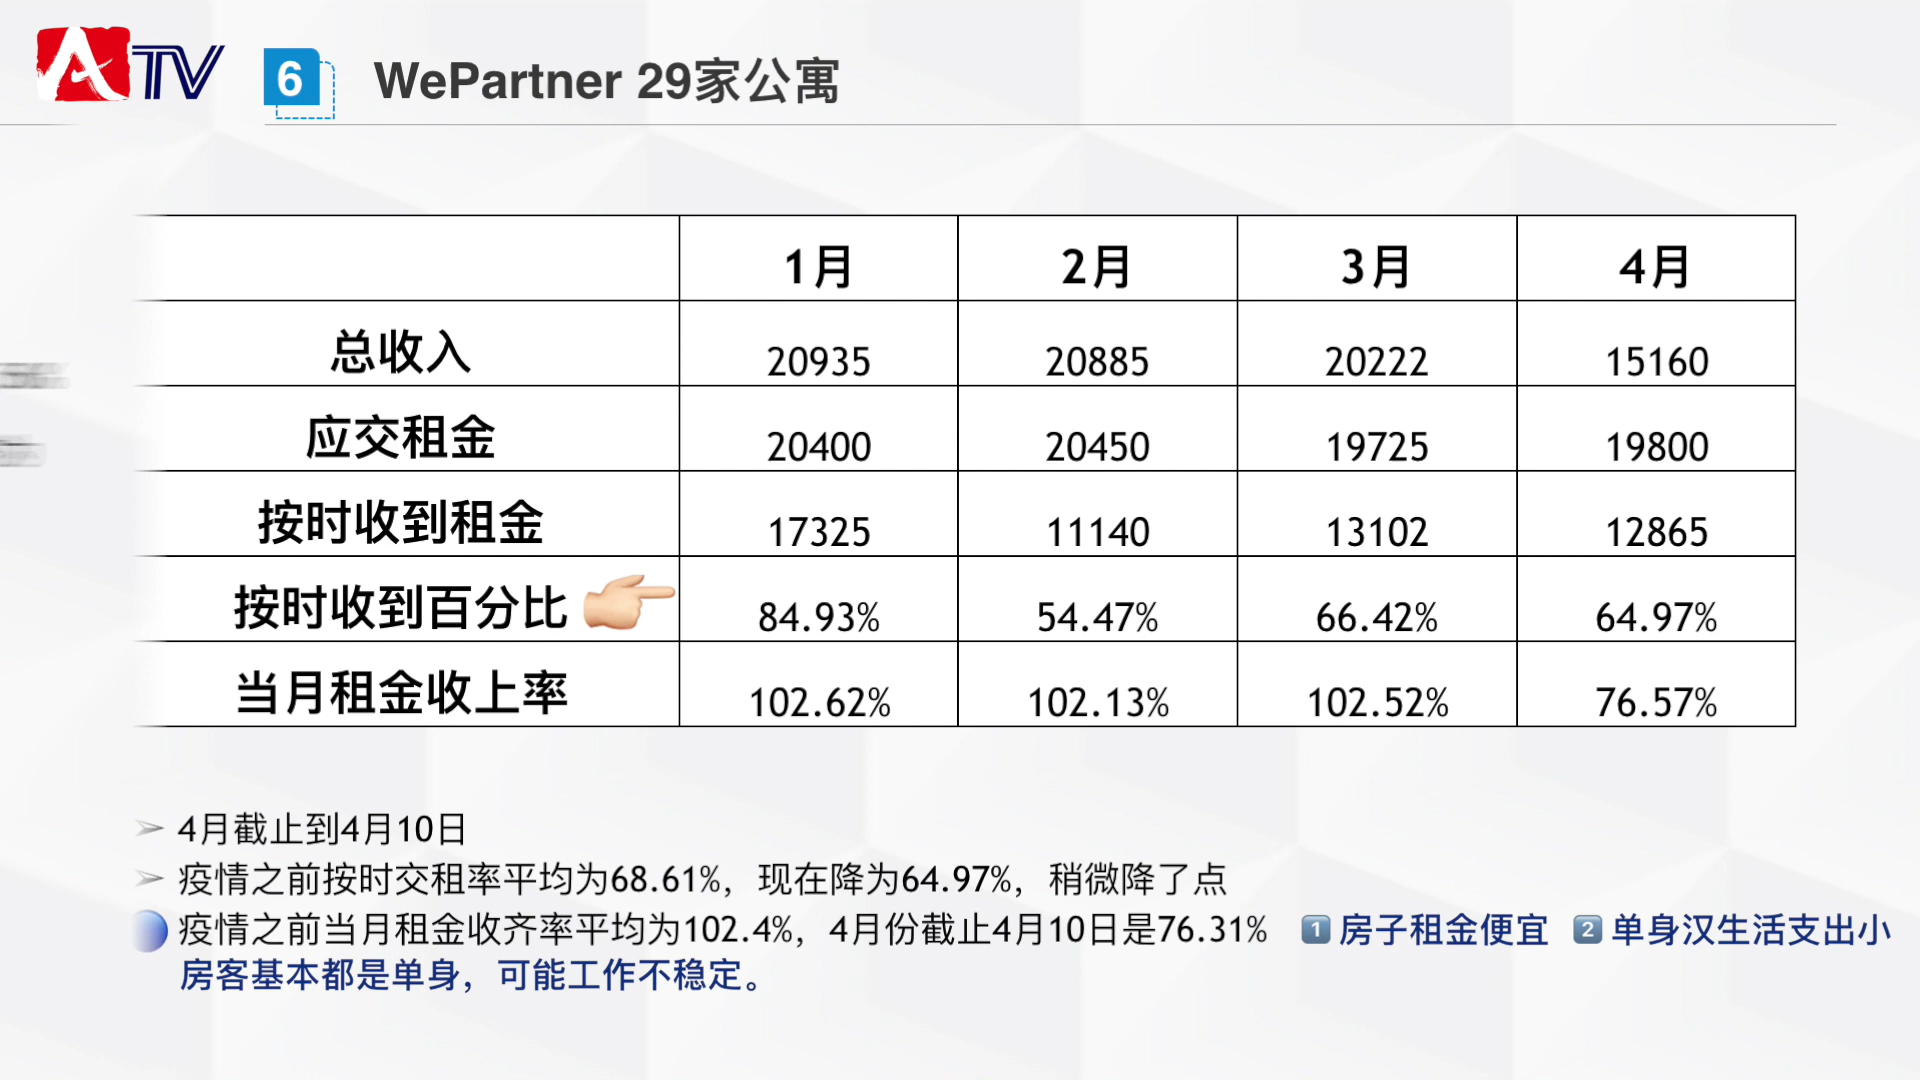 ATV
6 WePartner 29家公寓
1月 2月 3月 4月
总收入 20935 20885 20222 15160
应交租金 20400 20450 19725 19800
按时收到租金 17325 11140 13102 12865
按时收到百分比 84.93% 54.47% 66.42% 64.97%
当月租金收上率 102.62% 102.13% 102.52% 76.57%
4月截止到4月10日
疫情之前按时交租率平均为68.61%，现在降为64.97%，稍微降了点
疫情之前当月租金收齐率平均为102.4%，4月份截止4月10日是76.31% 1 房子租金便宜 2 单身汉生活支出小
房客基本都是单身，可能工作不稳定。